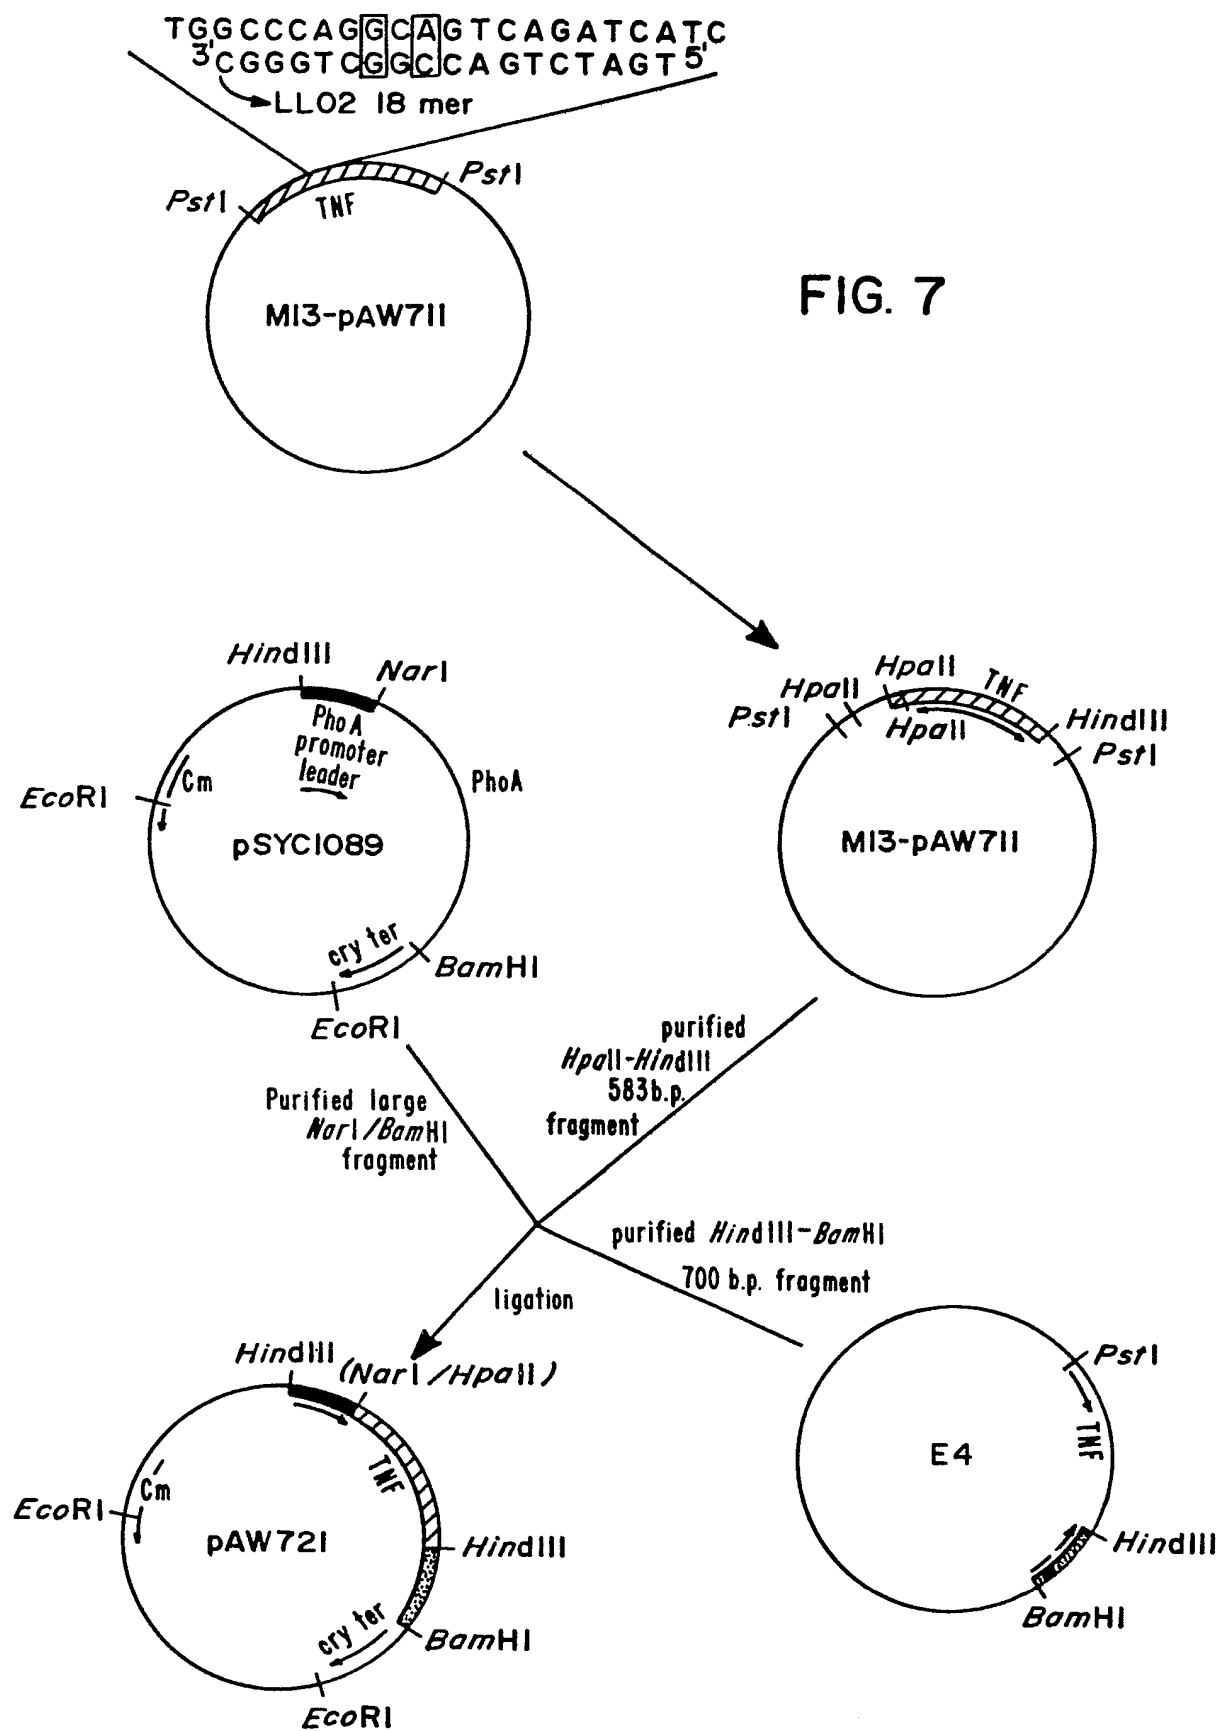 TGGCCCAGGCAGTCAGATCATC
3'CGGGTCGGCCAGTCTAGT5'
LLO2 18 mer
PstI
PstI
TNF
M13-pAW711
FIG. 7
HindIII
NarI
PhoA
promoter
leader
Cm
PhoA
EcoRI
pSYC1089
cry ter
BamHI
EcoRI
HpaII
TNF
HpaII
PstI
HpaII
HindIII
PstI
M13-pAW711
purified
HpaII-HindIII
583b.p.
fragment
Purified large
NarI/BamHI
fragment
purified HindIII-BamHI
700 b.p. fragment
ligation
HindIII
(NarI/HpaII)
TNF
Cm
EcoRI
pAW721
HindIII
cry ter
BamHI
EcoRI
PstI
TNF
E4
HindIII
BamHI